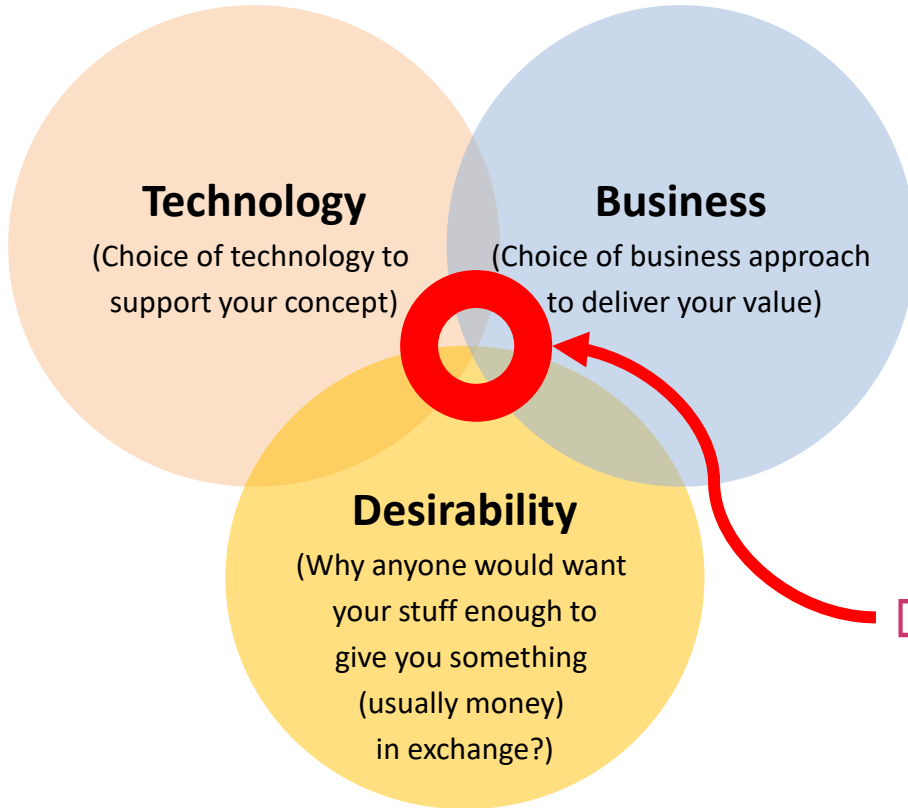 Technology
(Choice of technology to
support your concept)
Business
(Choice of business approach
to deliver your value)
Desirability
(Why anyone would want
your stuff enough to
give you something
(usually money)
in exchange?)